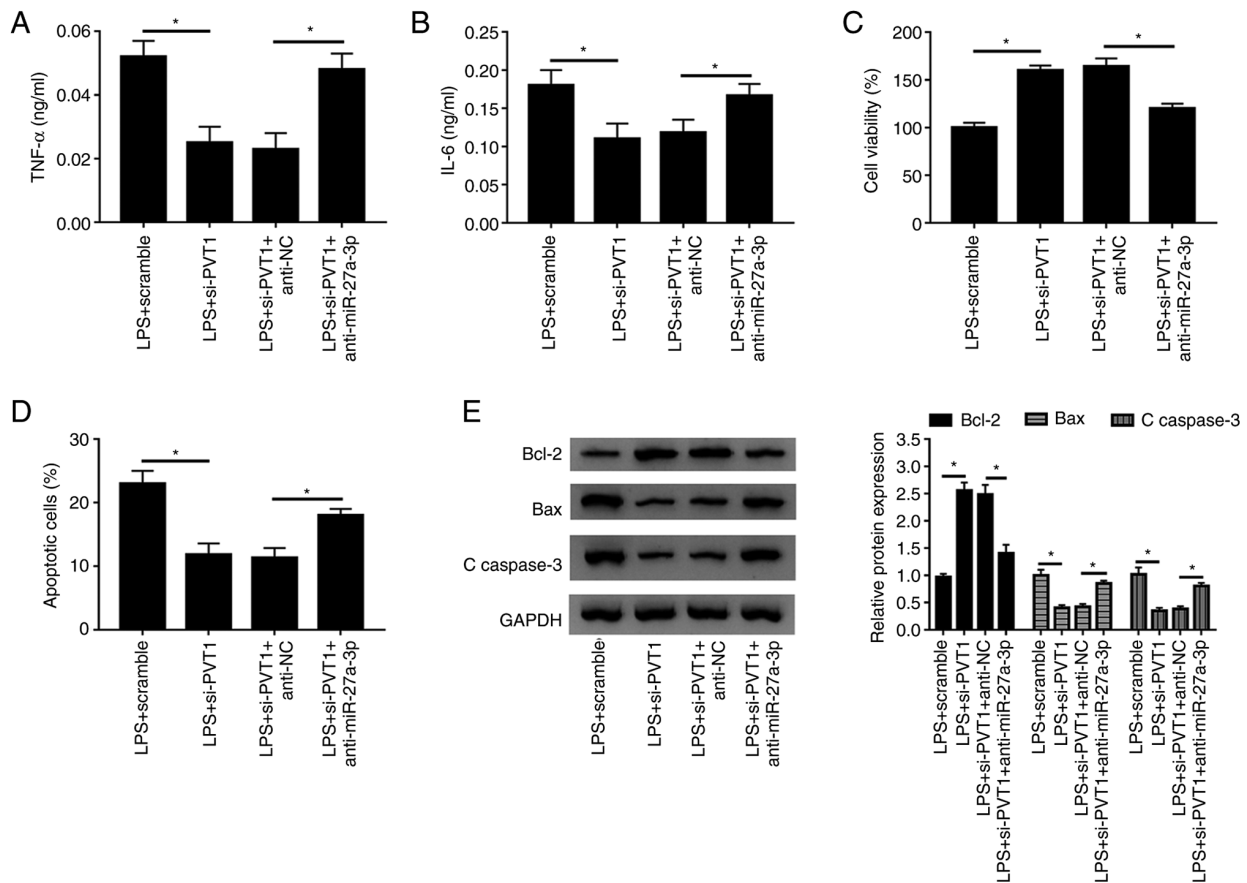 A
TNF-α (ng/ml)
0.06
0.04
0.02
0.00
*
*
LPS+scramble
LPS+si-PVT1
LPS+si-PVT1+
anti-NC
LPS+si-PVT1+
anti-miR-27a-3p
B
IL-6 (ng/ml)
0.25
0.20
0.15
0.10
0.05
0.00
*
*
LPS+scramble
LPS+si-PVT1
LPS+si-PVT1+
anti-NC
LPS+si-PVT1+
anti-miR-27a-3p
C
Cell viability (%)
200
150
100
50
0
*
*
LPS+scramble
LPS+si-PVT1
LPS+si-PVT1+
anti-NC
LPS+si-PVT1+
anti-miR-27a-3p
D
Apoptotic cells (%)
30
20
10
0
*
*
LPS+scramble
LPS+si-PVT1
LPS+si-PVT1+
anti-NC
LPS+si-PVT1+
anti-miR-27a-3p
E
Bcl-2
Bax
C caspase-3
GAPDH
LPS+scramble
LPS+si-PVT1
LPS+si-PVT1+
anti-NC
LPS+si-PVT1+
anti-miR-27a-3p
Bcl-2 Bax C caspase-3
Relative protein expression
3.5
3.0
2.5
2.0
1.5
1.0
0.5
0.0
*
*
*
*
*
*
LPS+scramble
LPS+si-PVT1
LPS+si-PVT1+anti-NC
LPS+si-PVT1+anti-miR-27a-3p
LPS+scramble
LPS+si-PVT1
LPS+si-PVT1+anti-NC
LPS+si-PVT1+anti-miR-27a-3p
LPS+scramble
LPS+si-PVT1
LPS+si-PVT1+anti-NC
LPS+si-PVT1+anti-miR-27a-3p